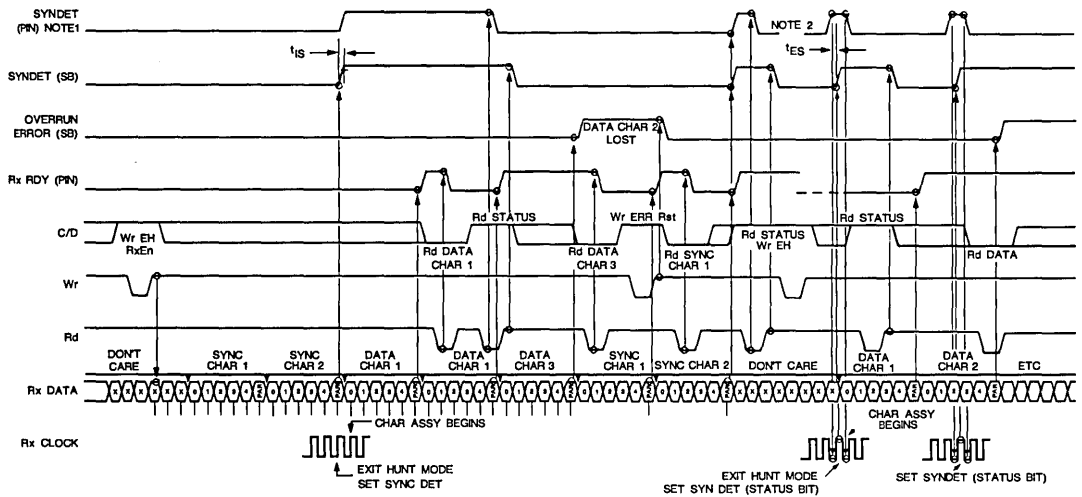 SYNDET
(PIN) NOTE1
NOTE 2
tIS
tES
SYNDET (SB)
OVERRUN
ERROR (SB)
DATA CHAR 2
LOST
Rx RDY (PIN)
C/D
Wr EH
RxEn
Rd DATA
CHAR 1
Rd STATUS
Rd DATA
CHAR 3
Wr ERR Rst
Rd SYNC
CHAR 1
Rd STATUS
Wr EH
Rd STATUS
Rd DATA
Wr
Rd
DON'T
CARE
SYNC
CHAR 1
SYNC
CHAR 2
DATA
CHAR 1
DATA
CHAR 1
DATA
CHAR 3
SYNC
CHAR 1
SYNC CHAR 2
DON'T CARE
DATA
CHAR 1
DATA
CHAR 2
ETC
Rx DATA
CHAR ASSY BEGINS
CHAR ASSY
BEGINS
Rx CLOCK
EXIT HUNT MODE
SET SYNC DET
EXIT HUNT MODE
SET SYN DET (STATUS BIT)
SET SYNDET (STATUS BIT)